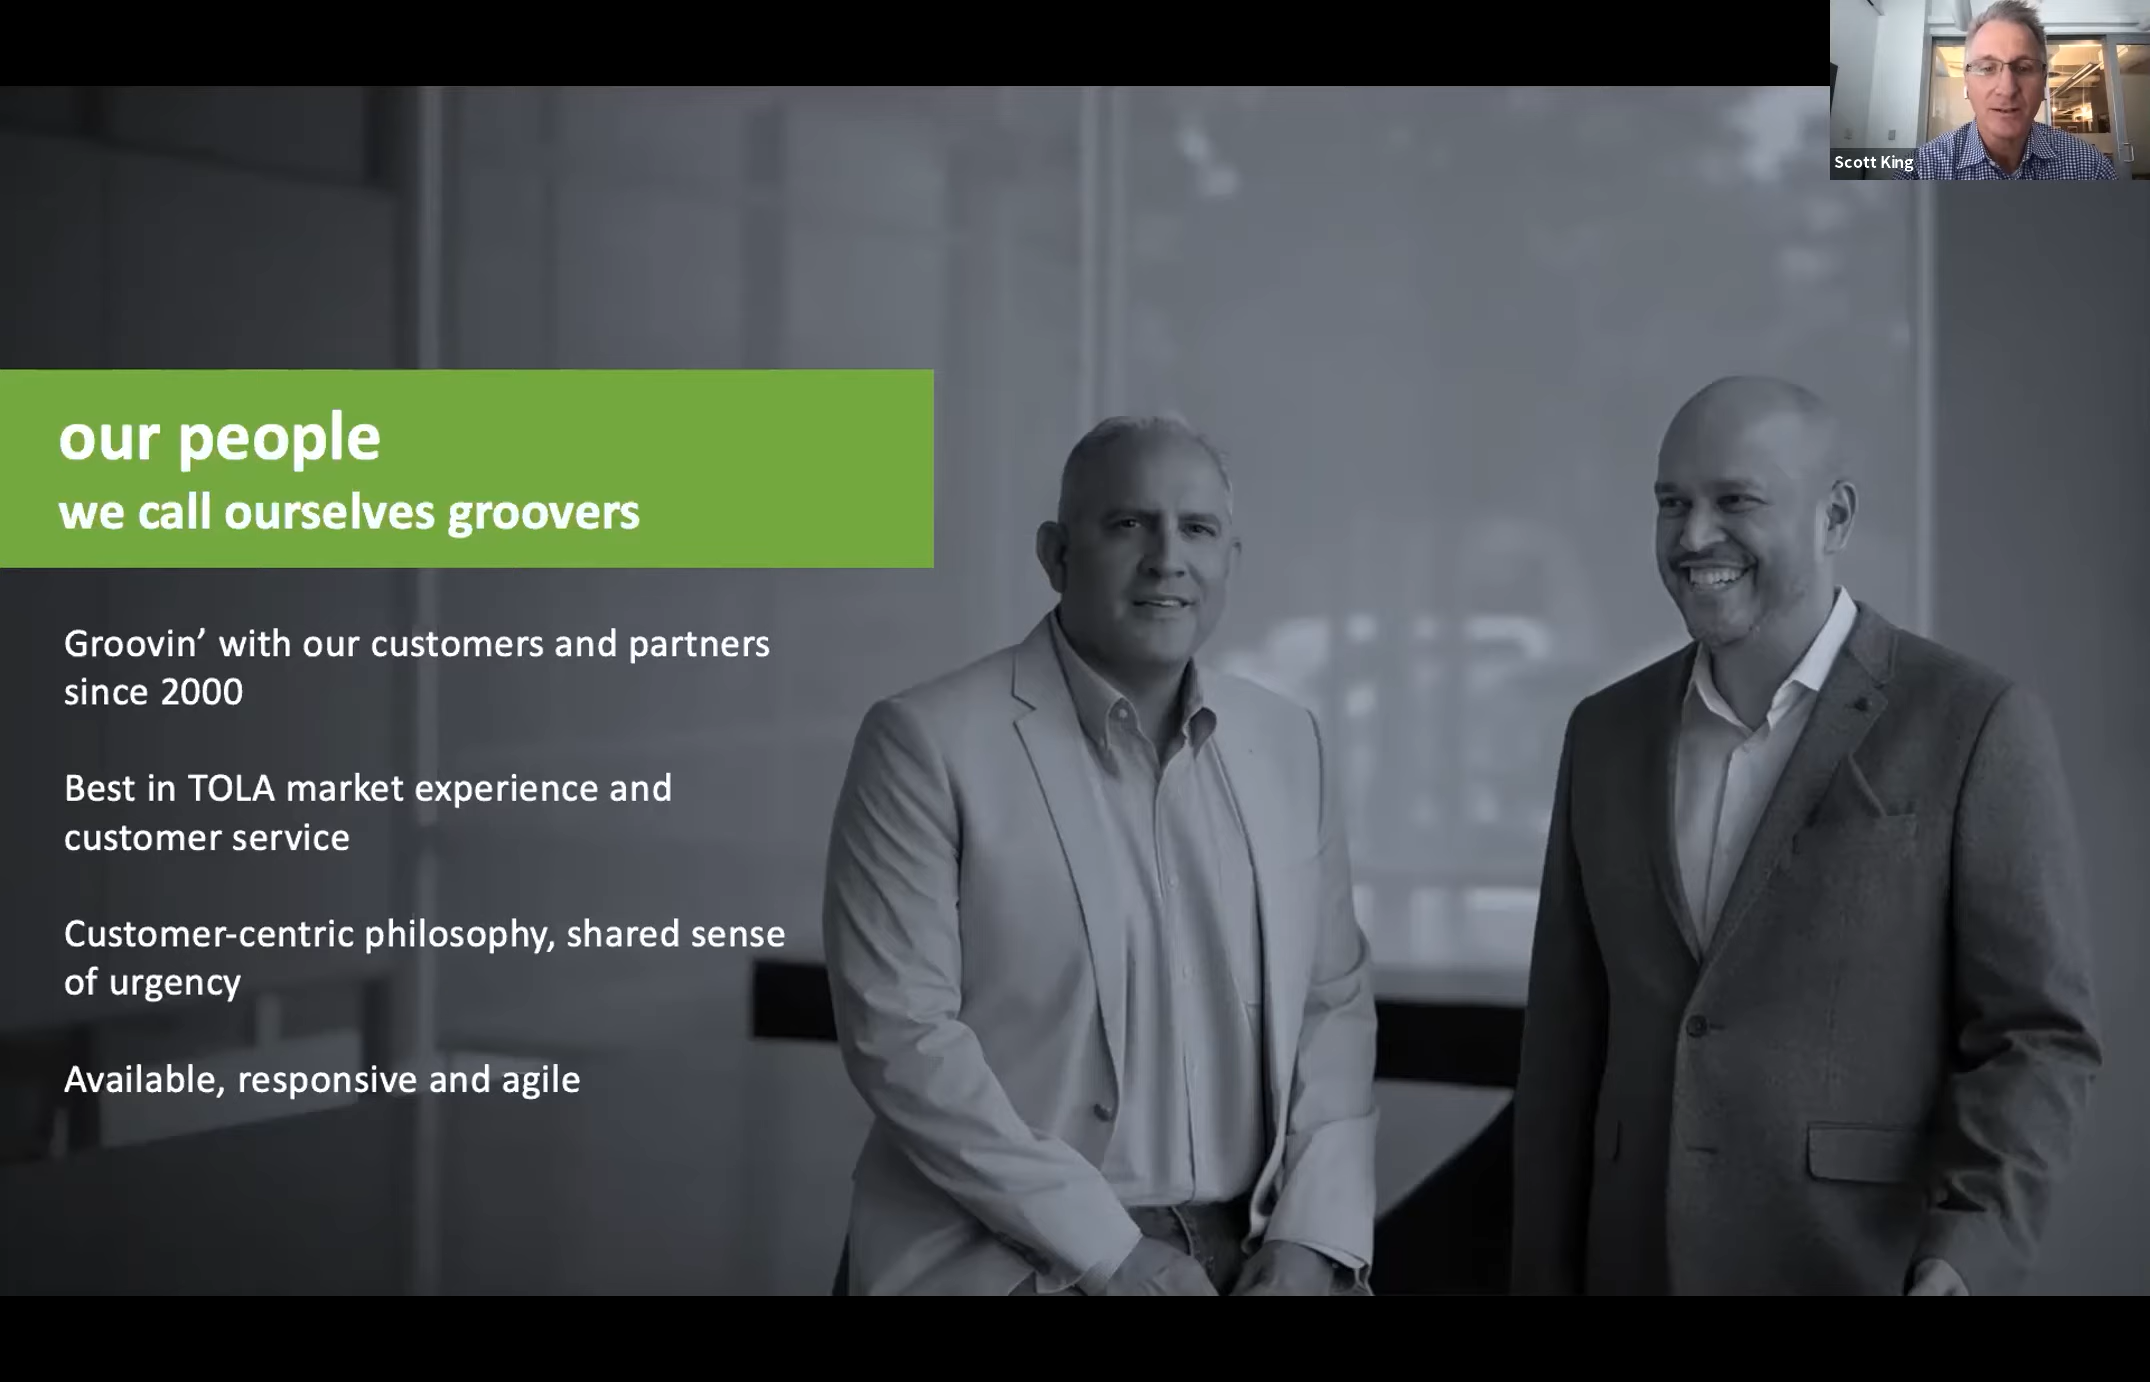 Scott King
our people
we call ourselves groovers
Groovin’ with our customers and partners
since 2000
Best in TOLA market experience and
customer service
Customer-centric philosophy, shared sense
of urgency
Available, responsive and agile